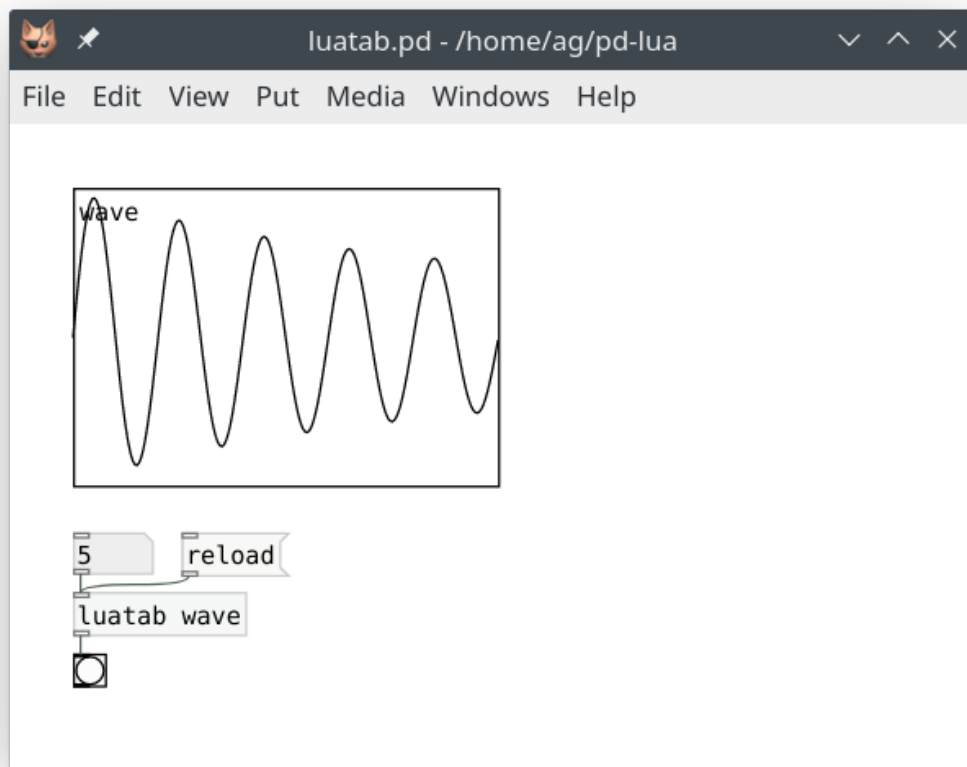 luatab.pd - /home/ag/pd-lua
File Edit View Put Media Windows Help
wave
5 reload
luatab wave